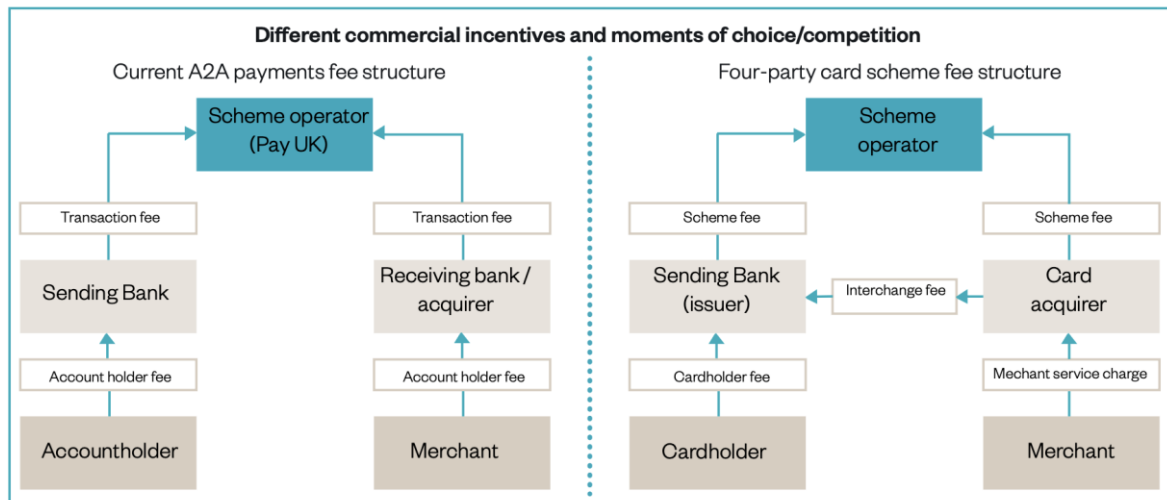 Different commercial incentives and moments of choice/competition
Current A2A payments fee structure
Scheme operator
(Pay UK)
Transaction fee
Transaction fee
Sending Bank
Receiving bank /
acquirer
Account holder fee
Account holder fee
Accountholder
Merchant
Four-party card scheme fee structure
Scheme
operator
Scheme fee
Scheme fee
Sending Bank
(issuer)
Interchange fee
Card
acquirer
Cardholder fee
Mechant service charge
Cardholder
Merchant